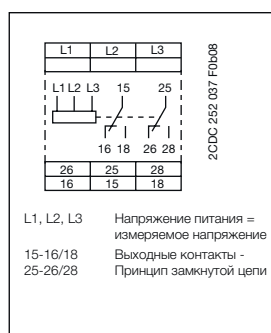 L1 L2 L3
L1 L2 L3 15 25
16 18 26 28
26 25 28
16 15 18
2CDC 252 037 F0b08
L1, L2, L3 Напряжение питания =
измеряемое напряжение
15-16/18 Выходные контакты -
25-26/28 Принцип замкнутой цепи